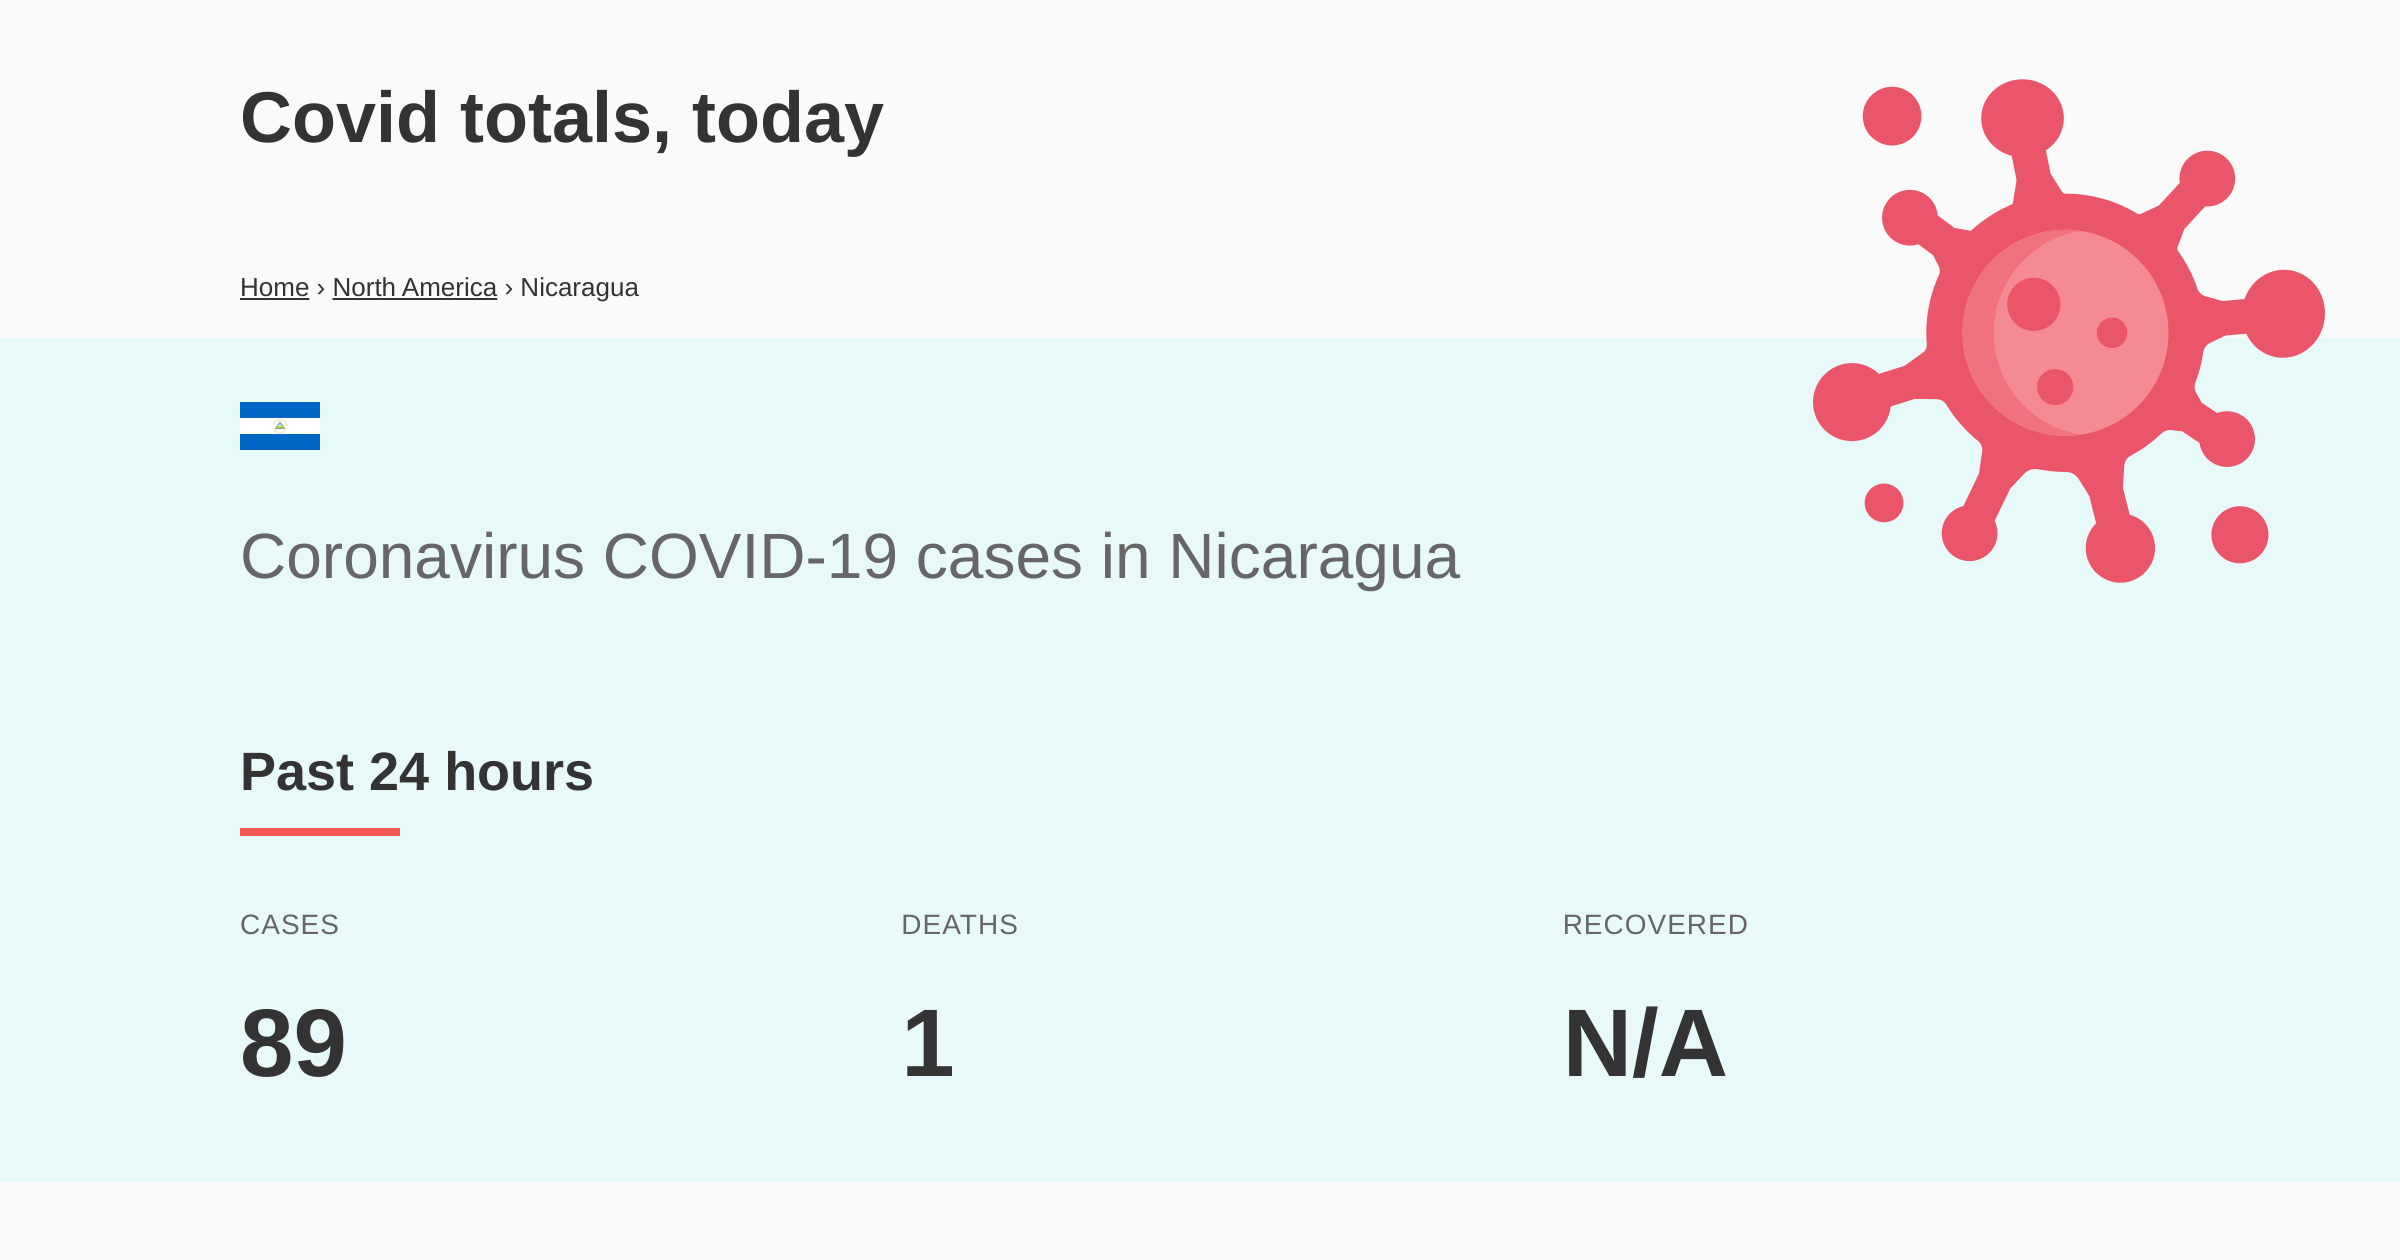 Covid totals, today
Home › North America › Nicaragua
Coronavirus COVID-19 cases in Nicaragua
Past 24 hours
CASES DEATHS RECOVERED
89 1 N/A